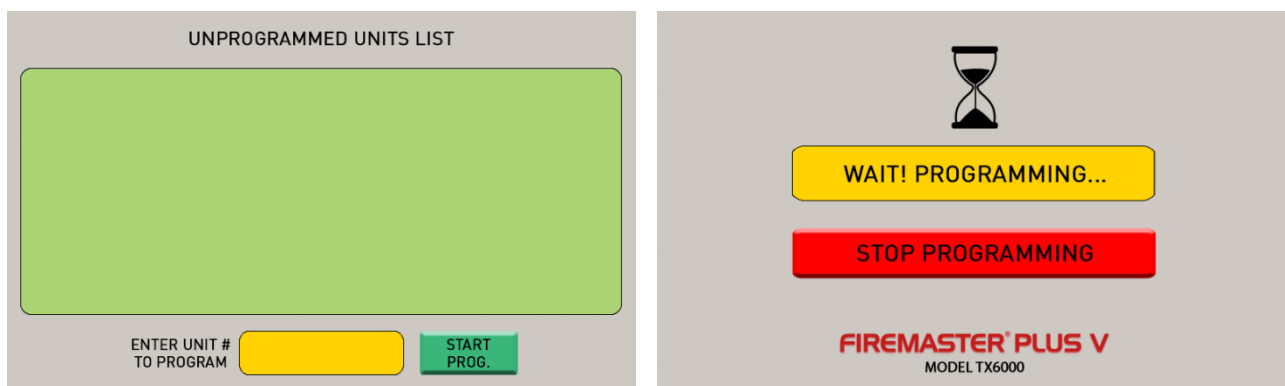 UNPROGRAMMED UNITS LIST
ENTER UNIT #
TO PROGRAM
START
PROG.
WAIT! PROGRAMMING...
STOP PROGRAMMING
FIREMASTER® PLUS V
MODEL TX6000